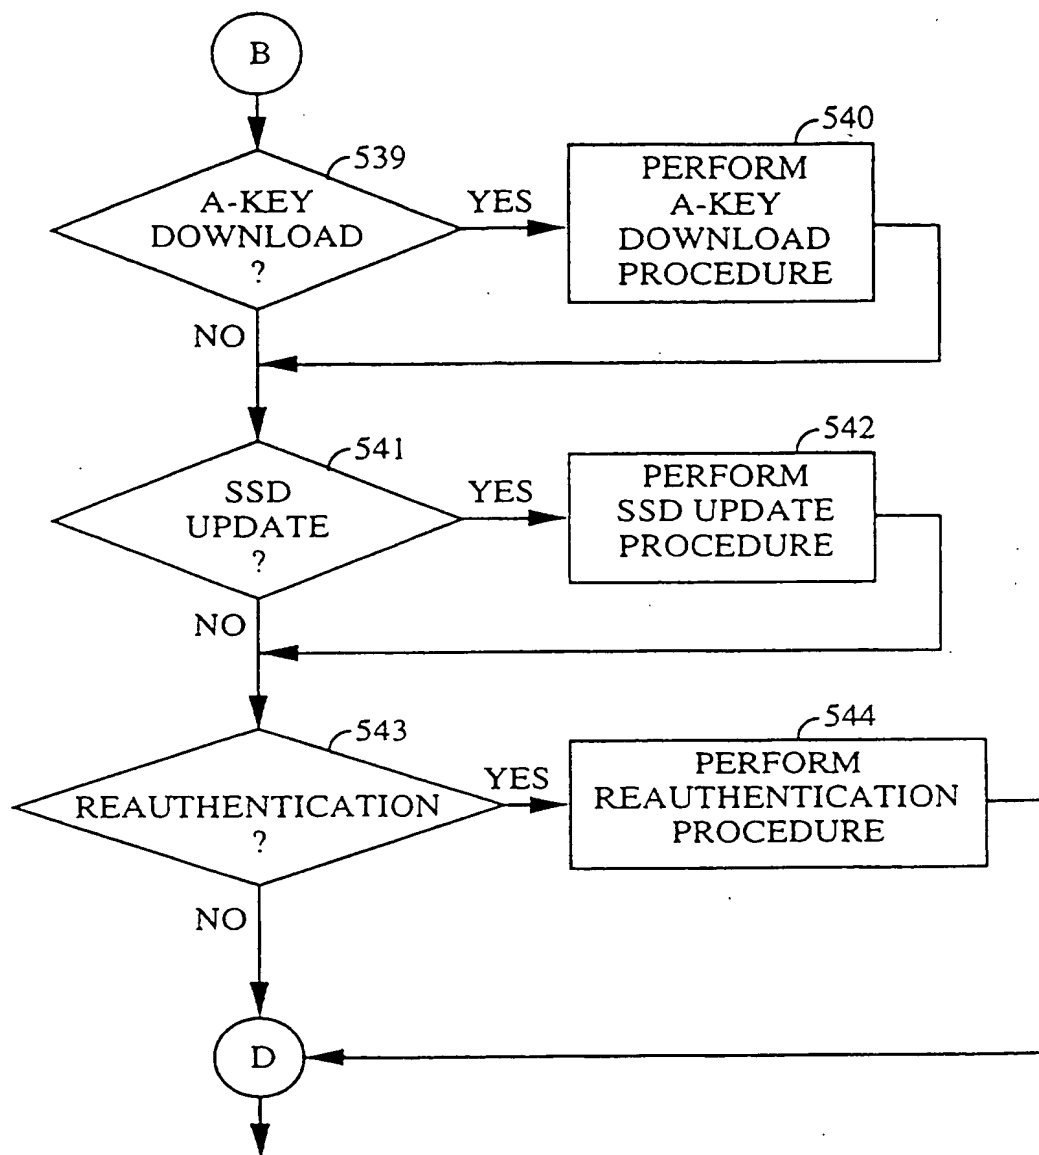 B
539
A-KEY
DOWNLOAD
?
YES
540
PERFORM
A-KEY
DOWNLOAD
PROCEDURE
NO
541
SSD
UPDATE
?
YES
542
PERFORM
SSD UPDATE
PROCEDURE
NO
543
REAUTHENTICATION
?
YES
544
PERFORM
REAUTHENTICATION
PROCEDURE
NO
D